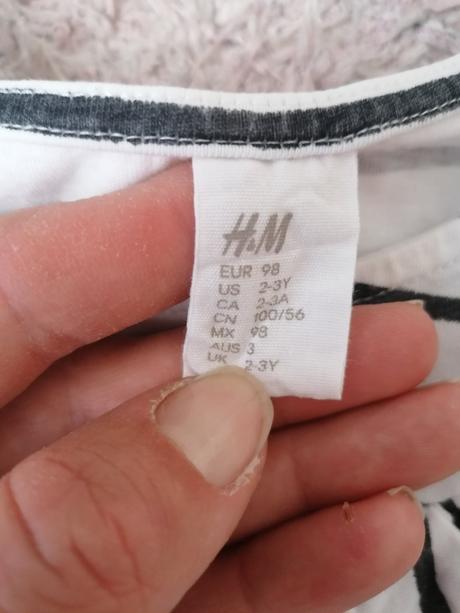 H&M
EUR 98
US 2-3Y
CA 2-3A
CN 100/56
MX 98
AUS 3
UK 2-3Y